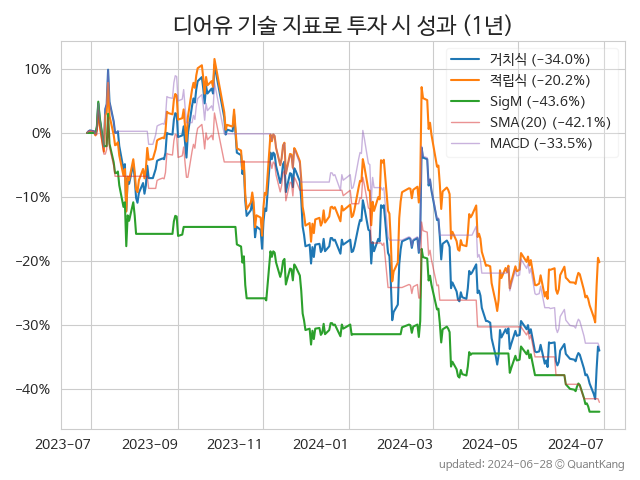 디어유 기술 지표로 투자 시 성과 (1년)
거치식 (−34.0%)
적립식 (−20.2%)
SigM (−43.6%)
SMA(20) (−42.1%)
MACD (−33.5%)
10%
0%
−10%
−20%
−30%
−40%
2023-07 2023-09 2023-11 2024-01 2024-03 2024-05 2024-07
updated: 2024-06-28 © QuantKang